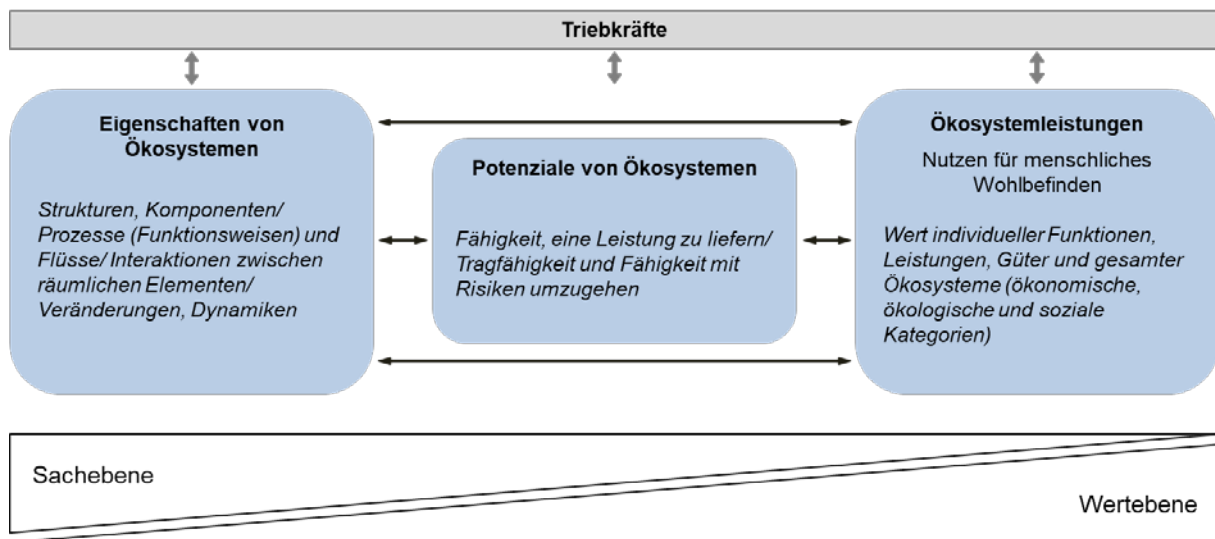 Triebkräfte
Eigenschaften von
Ökosystemen
Strukturen, Komponenten/
Prozesse (Funktionsweisen) und
Flüsse/ Interaktionen zwischen
räumlichen Elementen/
Veränderungen, Dynamiken
Potenziale von Ökosystemen
Fähigkeit, eine Leistung zu liefern/
Tragfähigkeit und Fähigkeit mit
Risiken umzugehen
Ökosystemleistungen
Nutzen für menschliches
Wohlbefinden
Wert individueller Funktionen,
Leistungen, Güter und gesamter
Ökosysteme (ökonomische,
ökologische und soziale
Kategorien)
Sachebene
Wertebene